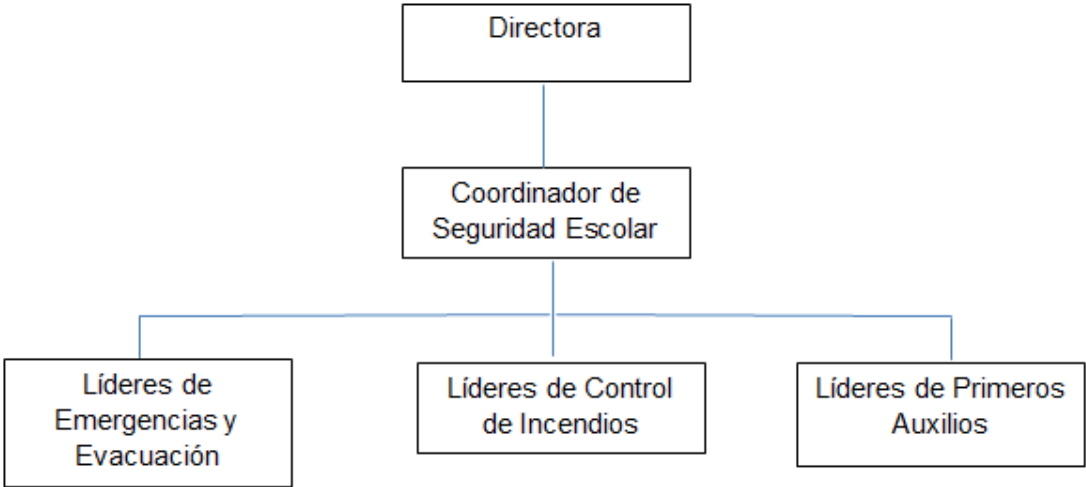 Directora
Coordinador de
Seguridad Escolar
Líderes de
Emergencias y
Evacuación
Líderes de Control
de Incendios
Líderes de Primeros
Auxilios